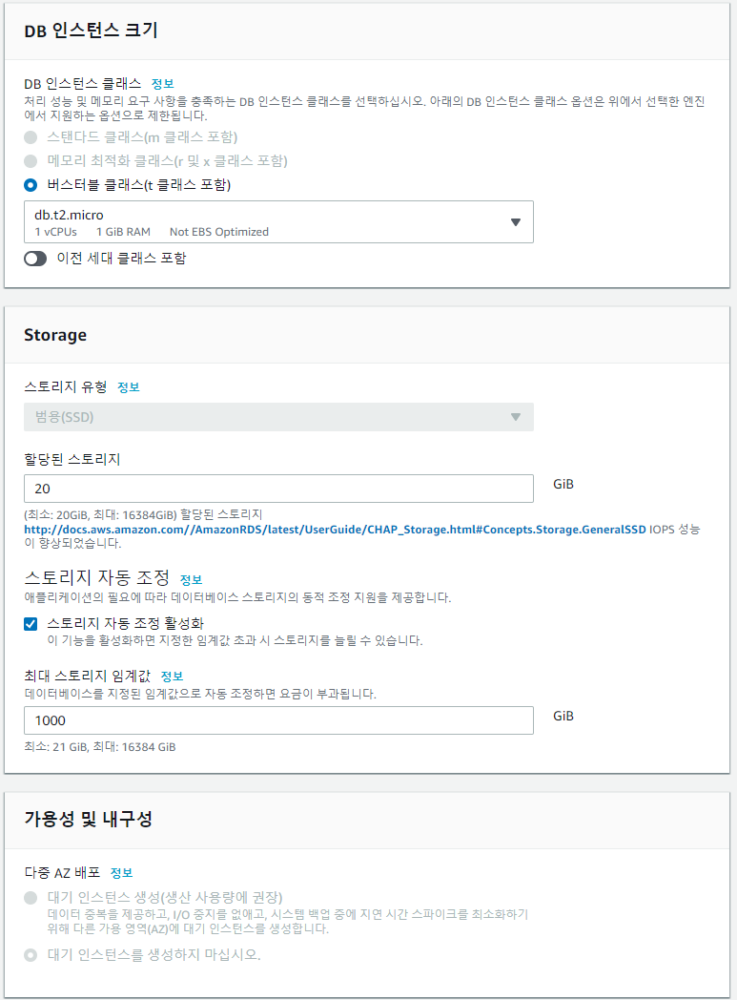 DB 인스턴스 크기
DB 인스턴스 클래스 정보
처리 성능 및 메모리 요구 사항을 충족하는 DB 인스턴스 클래스를 선택하십시오. 아래의 DB 인스턴스 클래스 옵션은 위에서 선택한 엔진
에서 지원하는 옵션으로 제한됩니다.
스탠다드 클래스(m 클래스 포함)
메모리 최적화 클래스(r 및 x 클래스 포함)
버스터블 클래스(t 클래스 포함)
db.t2.micro
1 vCPUs 1 GiB RAM Not EBS Optimized
이전 세대 클래스 포함
Storage
스토리지 유형 정보
범용(SSD)
할당된 스토리지
20 GiB
(최소: 20GiB, 최대: 16384GiB) 할당된 스토리지
http://docs.aws.amazon.com//AmazonRDS/latest/UserGuide/CHAP_Storage.html#Concepts.Storage.GeneralSSD IOPS 성능
이 향상되었습니다.
스토리지 자동 조정 정보
애플리케이션의 필요에 따라 데이터베이스 스토리지의 동적 조정 지원을 제공합니다.
스토리지 자동 조정 활성화
이 기능을 활성화하면 지정한 임계값 초과 시 스토리지를 늘릴 수 있습니다.
최대 스토리지 임계값 정보
데이터베이스를 지정된 임계값으로 자동 조정하면 요금이 부과됩니다.
1000 GiB
최소: 21 GiB, 최대: 16384 GiB
가용성 및 내구성
다중 AZ 배포 정보
대기 인스턴스 생성(생산 사용량에 권장)
데이터 중복을 제공하고, I/O 중지를 없애고, 시스템 백업 중에 지연 시간 스파이크를 최소화하기
위해 다른 가용 영역(AZ)에 대기 인스턴스를 생성합니다.
대기 인스턴스를 생성하지 마십시오.